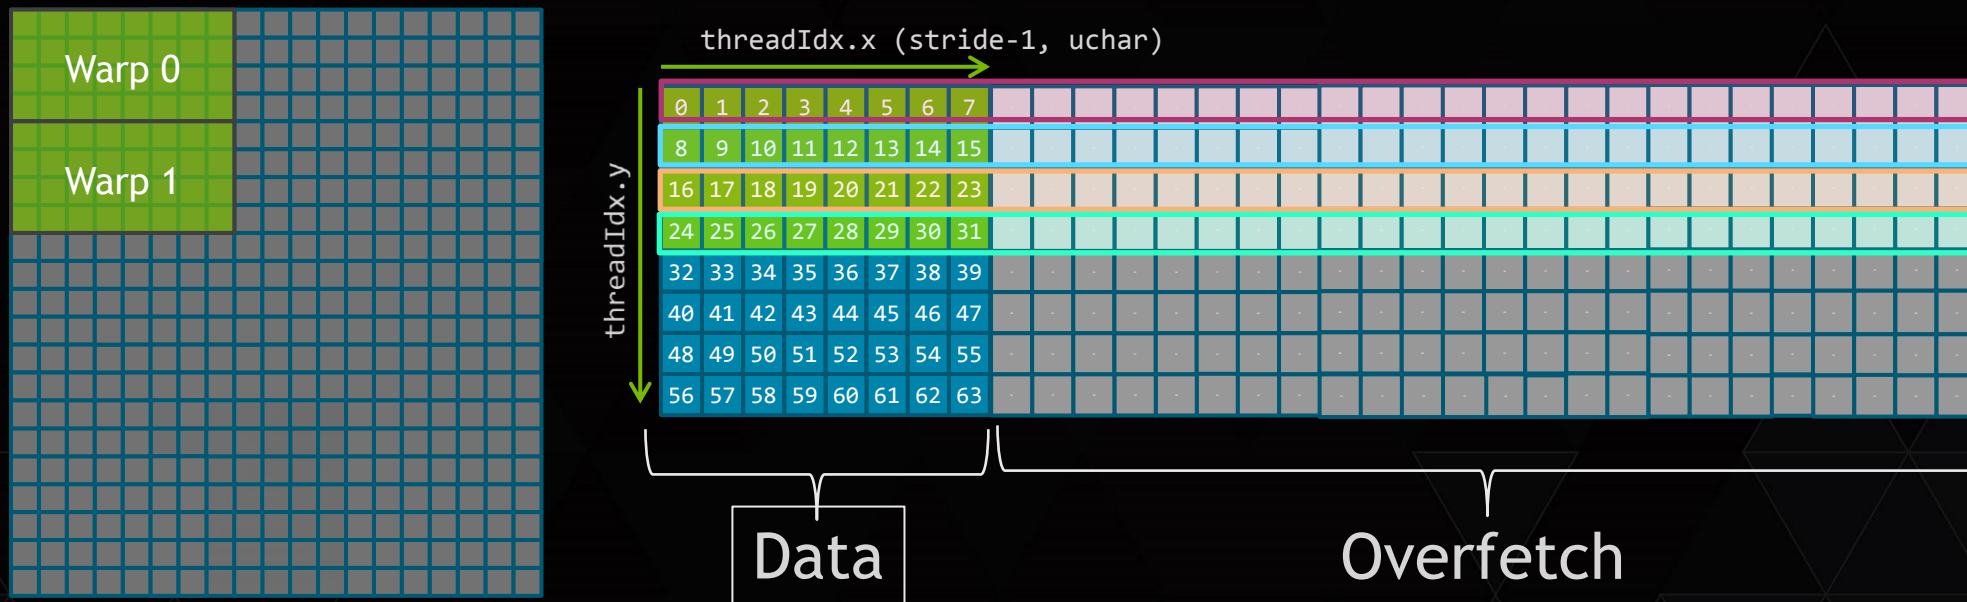 Warp 0
Warp 1
threadIdx.x (stride-1, uchar)
threadIdx.y
0 1 2 3 4 5 6 7
8 9 10 11 12 13 14 15
16 17 18 19 20 21 22 23
24 25 26 27 28 29 30 31
32 33 34 35 36 37 38 39
40 41 42 43 44 45 46 47
48 49 50 51 52 53 54 55
56 57 58 59 60 61 62 63
Data
Overfetch